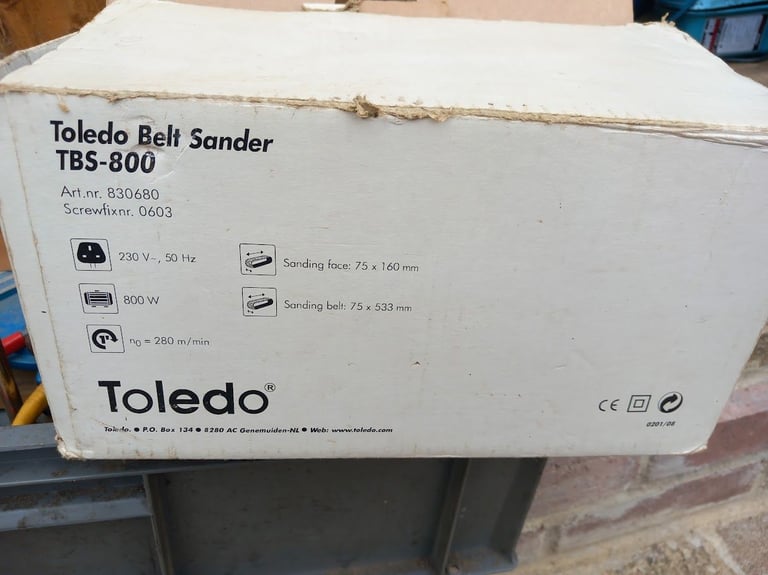 Toledo Belt Sander
TBS-800
Art.nr. 830680
Screwfixnr. 0603
230 V~, 50 Hz
Sanding face: 75 x 160 mm
800 W
Sanding belt: 75 x 533 mm
n0 = 280 m/min
Toledo®
CE
0201/08
Toledo. ● P.O. Box 134 ● 8280 AC Genemuiden-NL ● Web: www.toledo.com